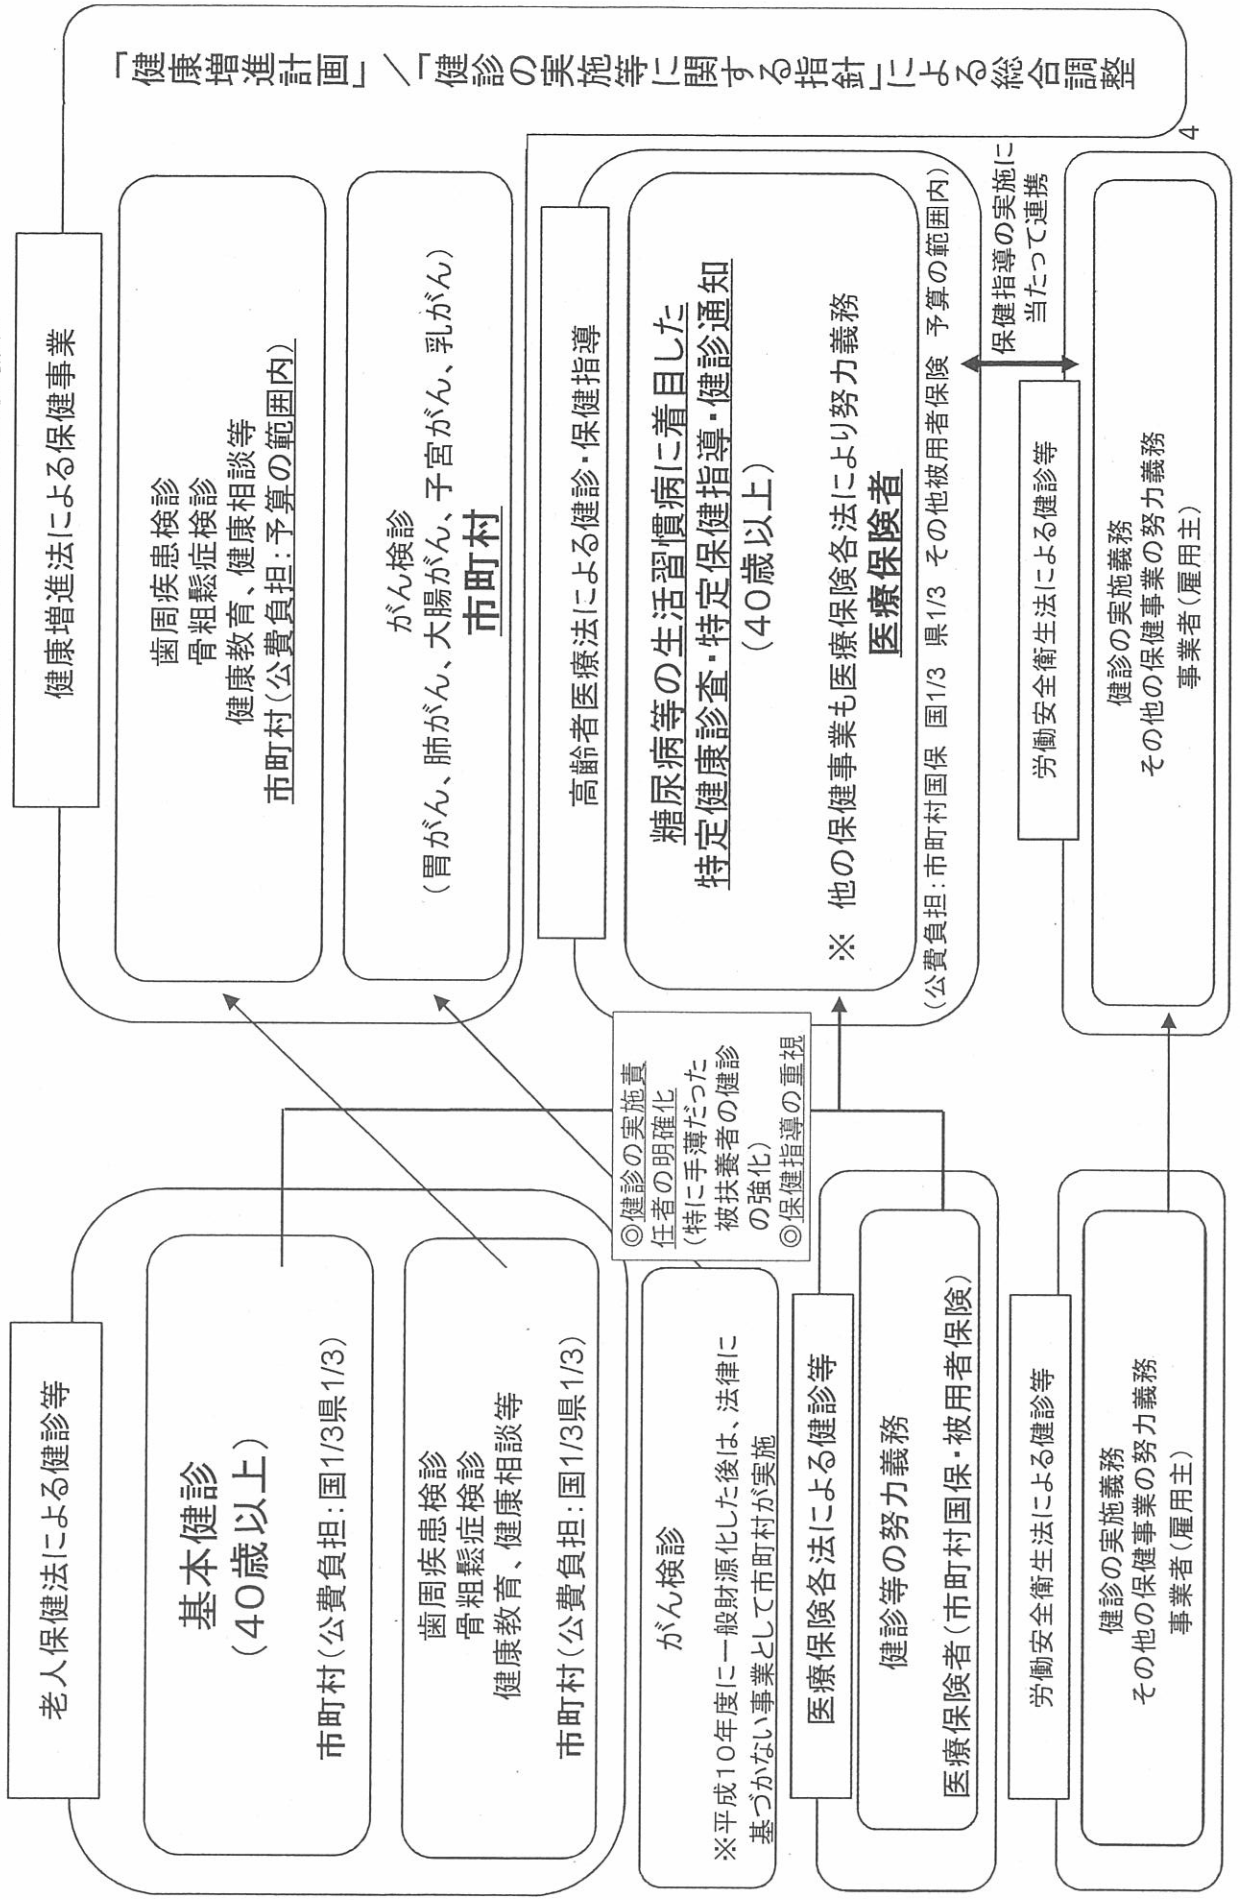 老人保健法による健診等
基本健診
(40歳以上)
市町村(公費負担:国1/3県1/3)
歯周疾患検診
骨粗鬆症検診
健康教育、健康相談等
市町村(公費負担:国1/3県1/3)
がん検診
※平成10年度に一般財源化した後は、法律に
基づかない事業として市町村が実施
医療保険各法による健診等
健診等の努力義務
医療保険者(市町村国保・被用者保険)
労働安全衛生法による健診等
健診の実施義務
その他の保健事業の努力義務
事業者(雇用主)
◎健診の実施責
任者の明確化
(特に手薄だった
被扶養者の健診
の強化)
◎保健指導の重視
健康増進法による保健事業
歯周疾患検診
骨粗鬆症検診
健康教育、健康相談等
市町村(公費負担:予算の範囲内)
がん検診
(胃がん、肺がん、大腸がん、子宮がん、乳がん)
市町村
高齢者医療法による健診・保健指導
糖尿病等の生活習慣病に着目した
特定健康診査・特定保健指導・健診通知
(40歳以上)
※ 他の保健事業も医療保険各法により努力義務
医療保険者
(公費負担:市町村国保 国1/3 県1/3 その他被用者保険 予算の範囲内)
保健指導の実施に
当たって連携
労働安全衛生法による健診等
健診の実施義務
その他の保健事業の努力義務
事業者(雇用主)
「健康増進計画」/「健診の実施等に関する指針」による総合調整
4